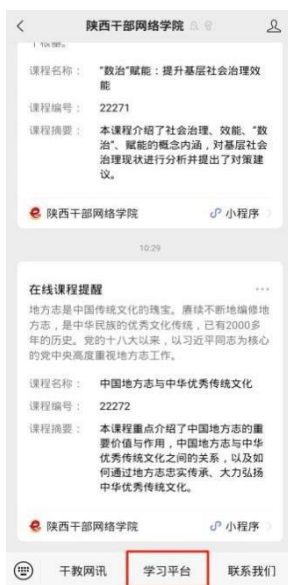 陕西干部网络学院
课程名称： "数治"赋能：提升基层社会治理效
能
课程编号： 22271
课程摘要： 本课程介绍了社会治理、效能、"数
治"、赋能的概念内涵，对基层社会
治理现状进行分析并提出了对策建
议。
陕西干部网络学院 小程序
10:29
在线课程提醒
地方志是中国传统文化的瑰宝。赓续不断地编修地
方志，是中华民族的优秀文化传统，已有2000多
年的历史。党的十八大以来，以习近平同志为核心
的党中央高度重视地方志工作。
课程名称： 中国地方志与中华优秀传统文化
课程编号： 22272
课程摘要： 本课程重点介绍了中国地方志的重
要价值与作用，中国地方志与中华
优秀传统文化之间的关系，以及如
何通过地方志忠实传承、大力弘扬
中华优秀传统文化。
陕西干部网络学院 小程序
干教网讯 学习平台 联系我们